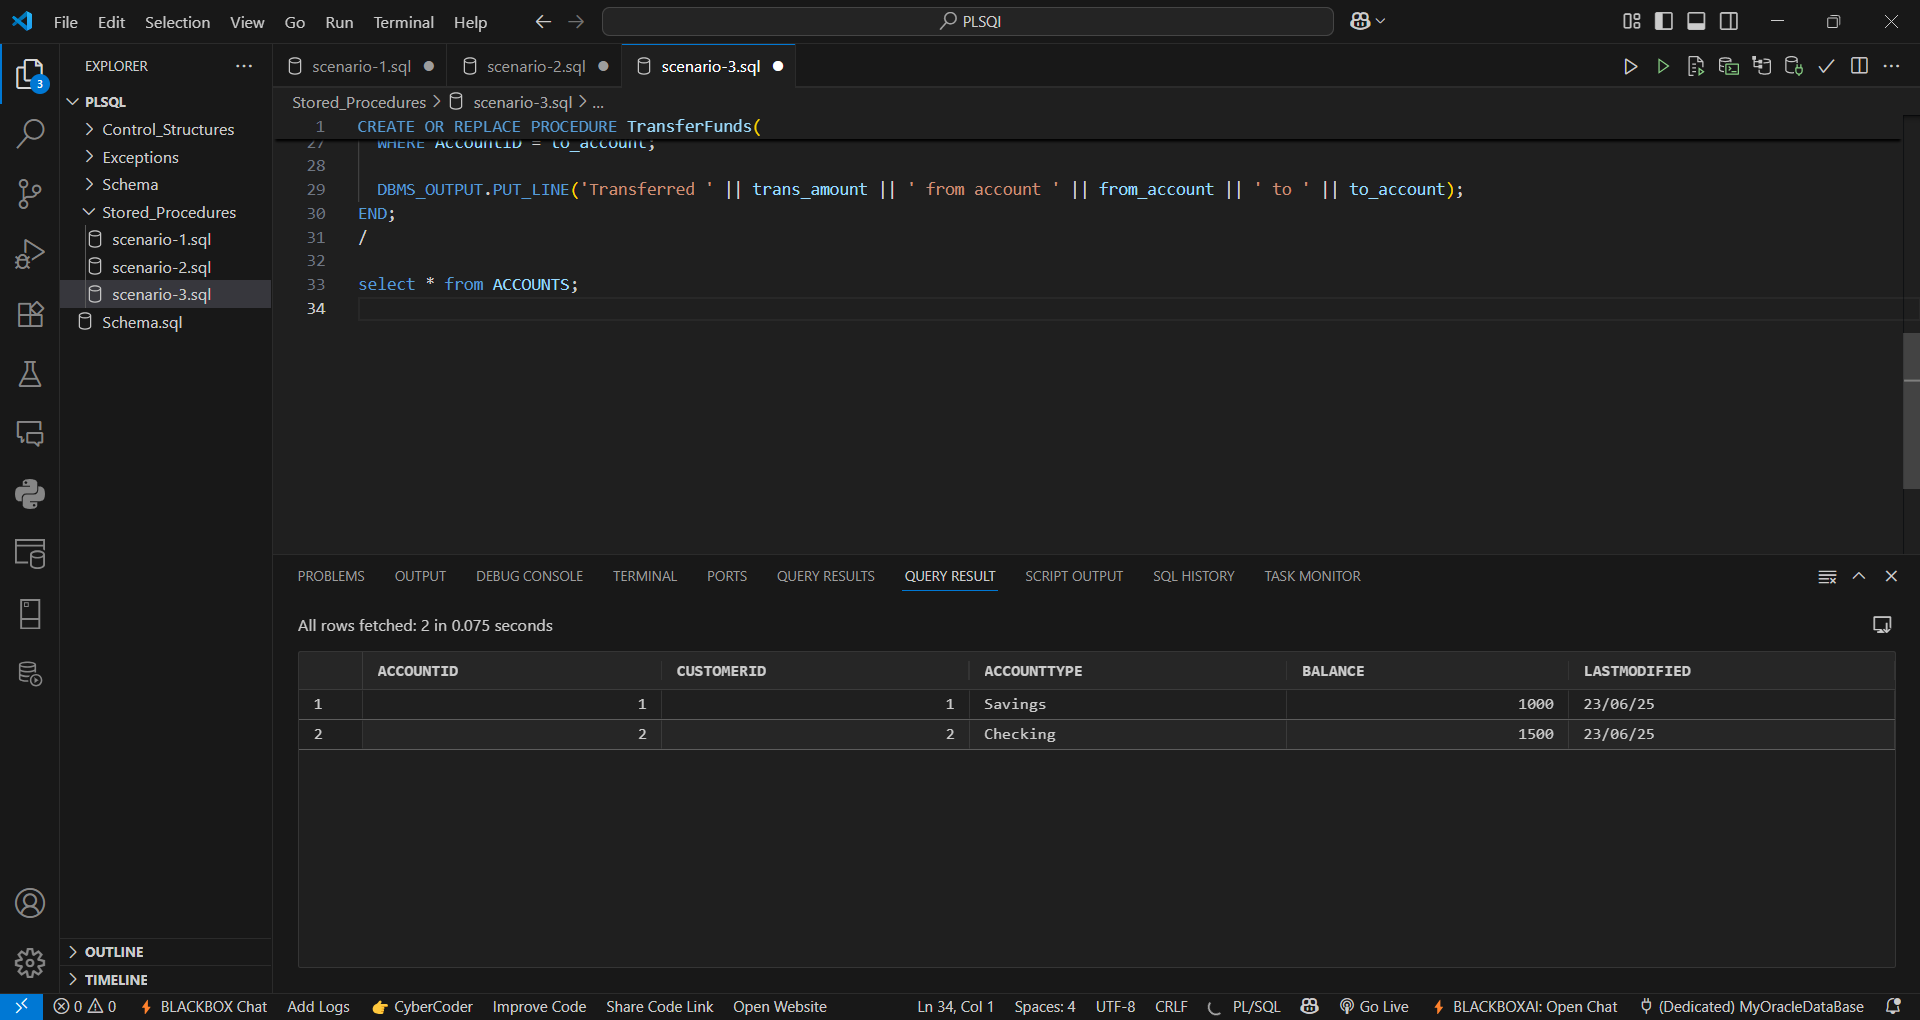 File Edit Selection View Go Run Terminal Help
PLSQl
EXPLORER
3
PLSQL
Control_Structures
Exceptions
Schema
Stored_Procedures
scenario-1.sql
scenario-2.sql
scenario-3.sql
Schema.sql
OUTLINE
TIMELINE
scenario-1.sql scenario-2.sql scenario-3.sql
Stored_Procedures > scenario-3.sql > ...
1 CREATE OR REPLACE PROCEDURE TransferFunds(
27 WHERE AccountID = to_account;
28
29 DBMS_OUTPUT.PUT_LINE('Transferred ' || trans_amount || ' from account ' || from_account || ' to ' || to_account);
30 END;
31 /
32
33 select * from ACCOUNTS;
34
PROBLEMS OUTPUT DEBUG CONSOLE TERMINAL PORTS QUERY RESULTS QUERY RESULT SCRIPT OUTPUT SQL HISTORY TASK MONITOR
All rows fetched: 2 in 0.075 seconds
ACCOUNTID CUSTOMERID ACCOUNTTYPE BALANCE LASTMODIFIED
1 1 1 Savings 1000 23/06/25
2 2 2 Checking 1500 23/06/25
0 0 BLACKBOX Chat Add Logs CyberCoder Improve Code Share Code Link Open Website Ln 34, Col 1 Spaces: 4 UTF-8 CRLF PL/SQL Go Live BLACKBOXAI: Open Chat (Dedicated) MyOracleDataBase